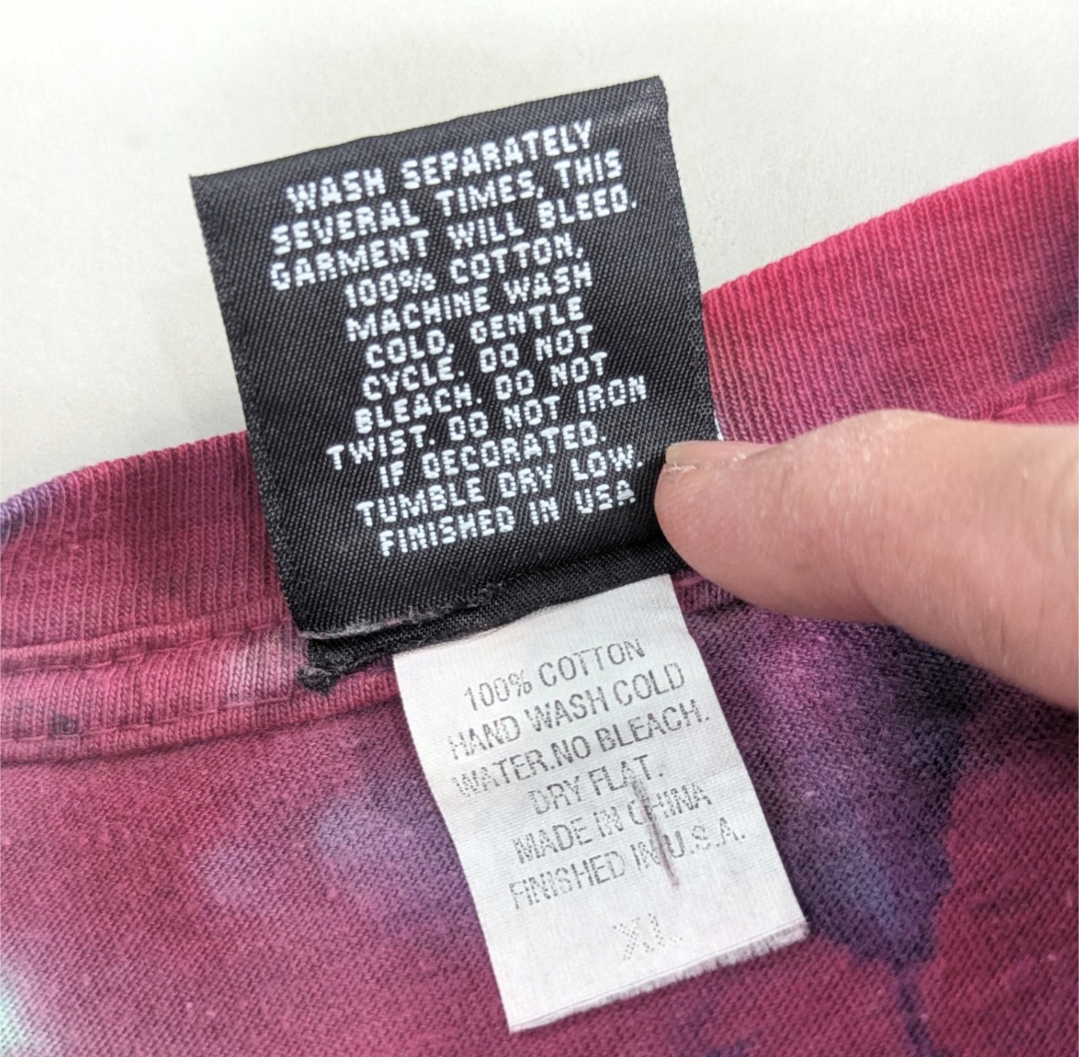 WASH SEPARATELY
SEVERAL TIMES, THIS
GARMENT WILL BLEED.
100% COTTON,
MACHINE WASH
COLD, GENTLE
CYCLE. DO NOT
BLEACH. DO NOT
TWIST. DO NOT IRON
IF DECORATED.
TUMBLE DRY LOW.
FINISHED IN USA
100% COTTON
HAND WASH COLD
WATER.NO BLEACH.
DRY FLAT.
MADE IN CHINA
FINISHED IN U.S.A.
XL